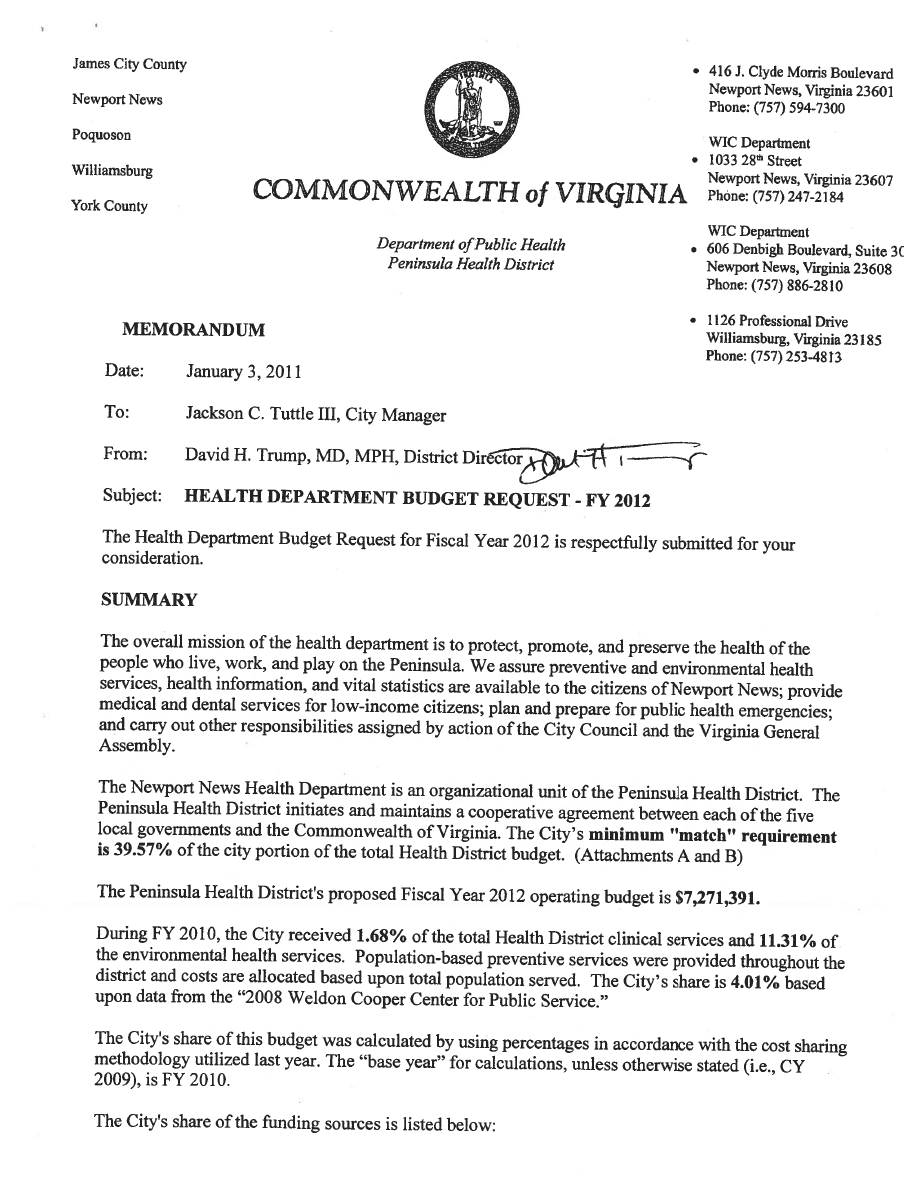 James City County
Newport News
Poquoson
Williamsburg
York County
VIRGINIA
COMMONWEALTH of VIRGINIA
Department of Public Health
Peninsula Health District
• 416 J. Clyde Morris Boulevard
Newport News, Virginia 23601
Phone: (757) 594-7300
WIC Department
• 1033 28th Street
Newport News, Virginia 23607
Phone: (757) 247-2184
WIC Department
• 606 Denbigh Boulevard, Suite 30
Newport News, Virginia 23608
Phone: (757) 886-2810
• 1126 Professional Drive
Williamsburg, Virginia 23185
Phone: (757) 253-4813
MEMORANDUM
Date: January 3, 2011
To: Jackson C. Tuttle III, City Manager
From: David H. Trump, MD, MPH, District Director
Subject: HEALTH DEPARTMENT BUDGET REQUEST - FY 2012
The Health Department Budget Request for Fiscal Year 2012 is respectfully submitted for your
consideration.
SUMMARY
The overall mission of the health department is to protect, promote, and preserve the health of the
people who live, work, and play on the Peninsula. We assure preventive and environmental health
services, health information, and vital statistics are available to the citizens of Newport News; provide
medical and dental services for low-income citizens; plan and prepare for public health emergencies;
and carry out other responsibilities assigned by action of the City Council and the Virginia General
Assembly.
The Newport News Health Department is an organizational unit of the Peninsula Health District. The
Peninsula Health District initiates and maintains a cooperative agreement between each of the five
local governments and the Commonwealth of Virginia. The City's minimum "match" requirement
is 39.57% of the city portion of the total Health District budget. (Attachments A and B)
The Peninsula Health District's proposed Fiscal Year 2012 operating budget is $7,271,391.
During FY 2010, the City received 1.68% of the total Health District clinical services and 11.31% of
the environmental health services. Population-based preventive services were provided throughout the
district and costs are allocated based upon total population served. The City's share is 4.01% based
upon data from the “2008 Weldon Cooper Center for Public Service.”
The City's share of this budget was calculated by using percentages in accordance with the cost sharing
methodology utilized last year. The “base year” for calculations, unless otherwise stated (i.e., CY
2009), is FY 2010.
The City's share of the funding sources is listed below: